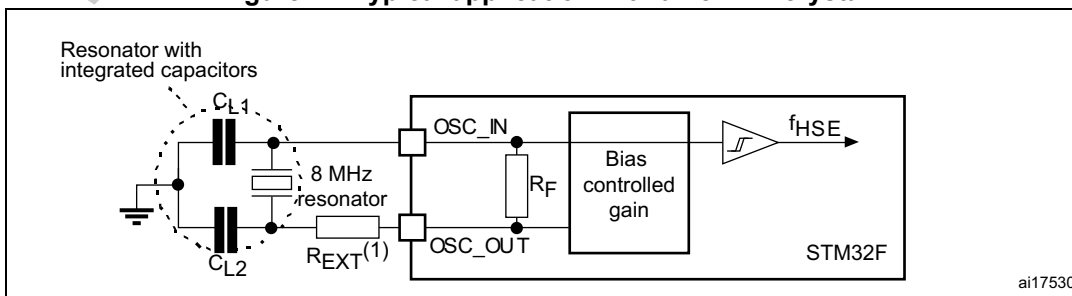 Resonator with
integrated capacitors
CL1
OSC_IN
fHSE
8 MHz
resonator
RF
Bias
controlled
gain
REXT(1)
OSC_OUT
STM32F
CL2
ai17530